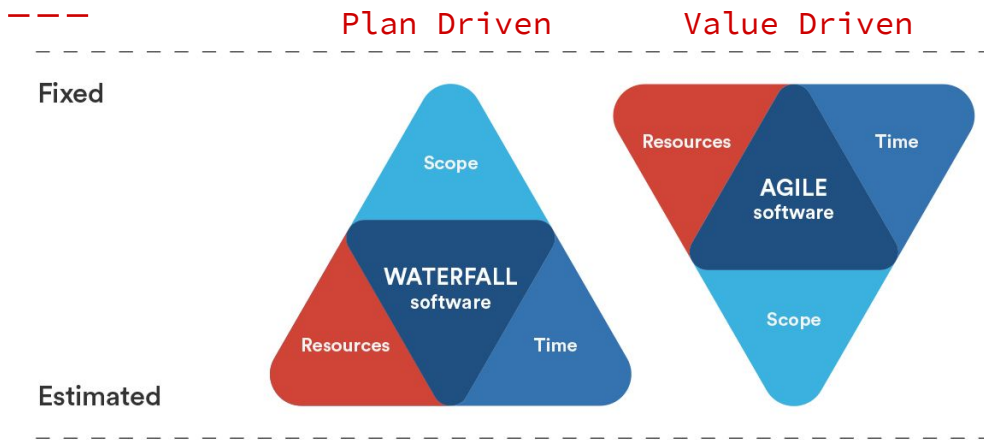 Plan Driven
Value Driven
Fixed
Scope
WATERFALL
software
Resources
Time
Resources
Time
AGILE
software
Scope
Estimated